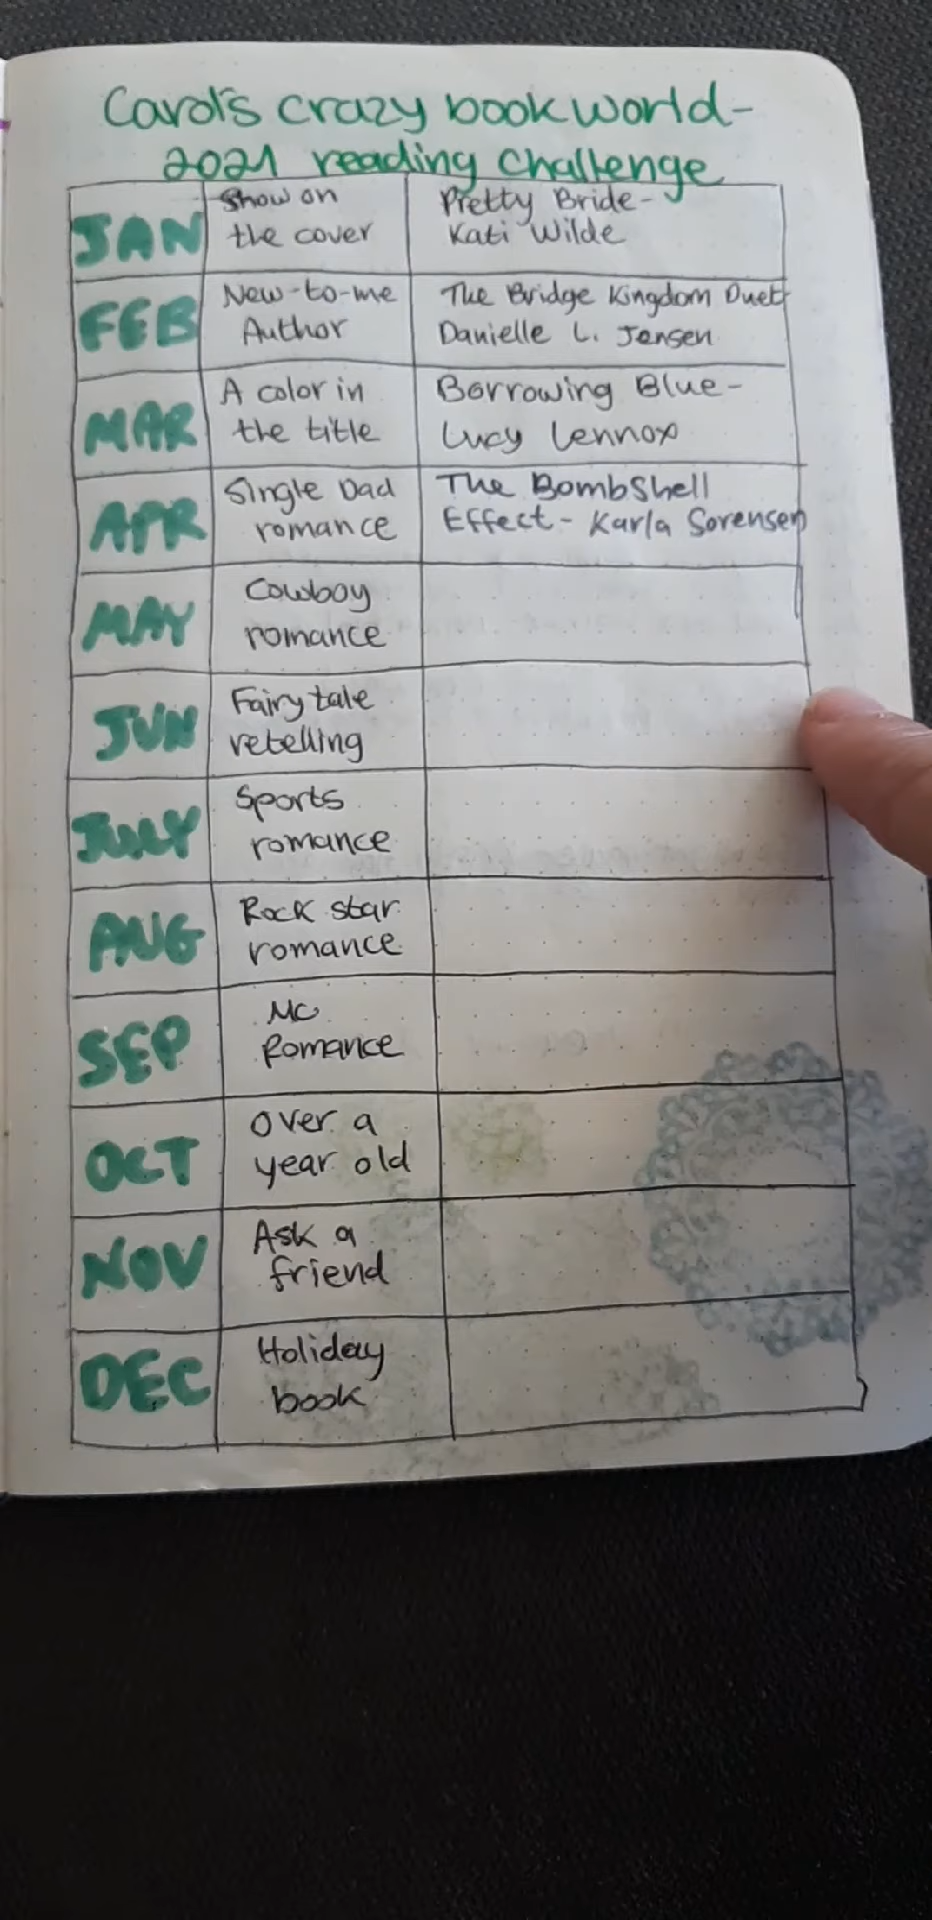 Carol's crazy book world-
2021 reading challenge
JAN
Show on
the cover
Pretty Bride-
Kati Wilde
FEB
New-to-me
Author
The Bridge Kingdom Duet
Danielle L. Jensen
MAR
A color in
the title
Borrowing Blue-
Lucy Lennox
APR
Single Dad
romance
The Bombshell
Effect- Karla Sorensen
MAY
Cowboy
romance
JUN
Fairytale
retelling
JULY
Sports
romance
AUG
Rock star
romance
SEP
MC
Romance
OCT
Over a
year old
NOV
Ask a
friend
DEC
Holiday
book